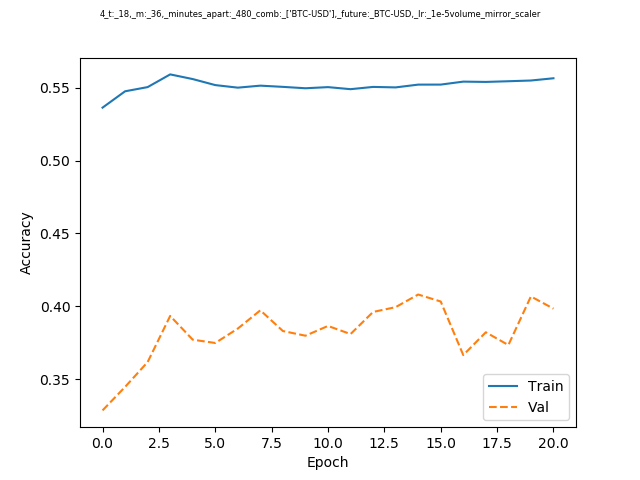 4_t:_18,_m:_36,_minutes_apart:_480_comb:_['BTC-USD'],_future:_BTC-USD,_lr:_1e-5volume_mirror_scaler
0.55
0.50
0.45
0.40
0.35
Accuracy
Train
Val
0.0 2.5 5.0 7.5 10.0 12.5 15.0 17.5 20.0
Epoch